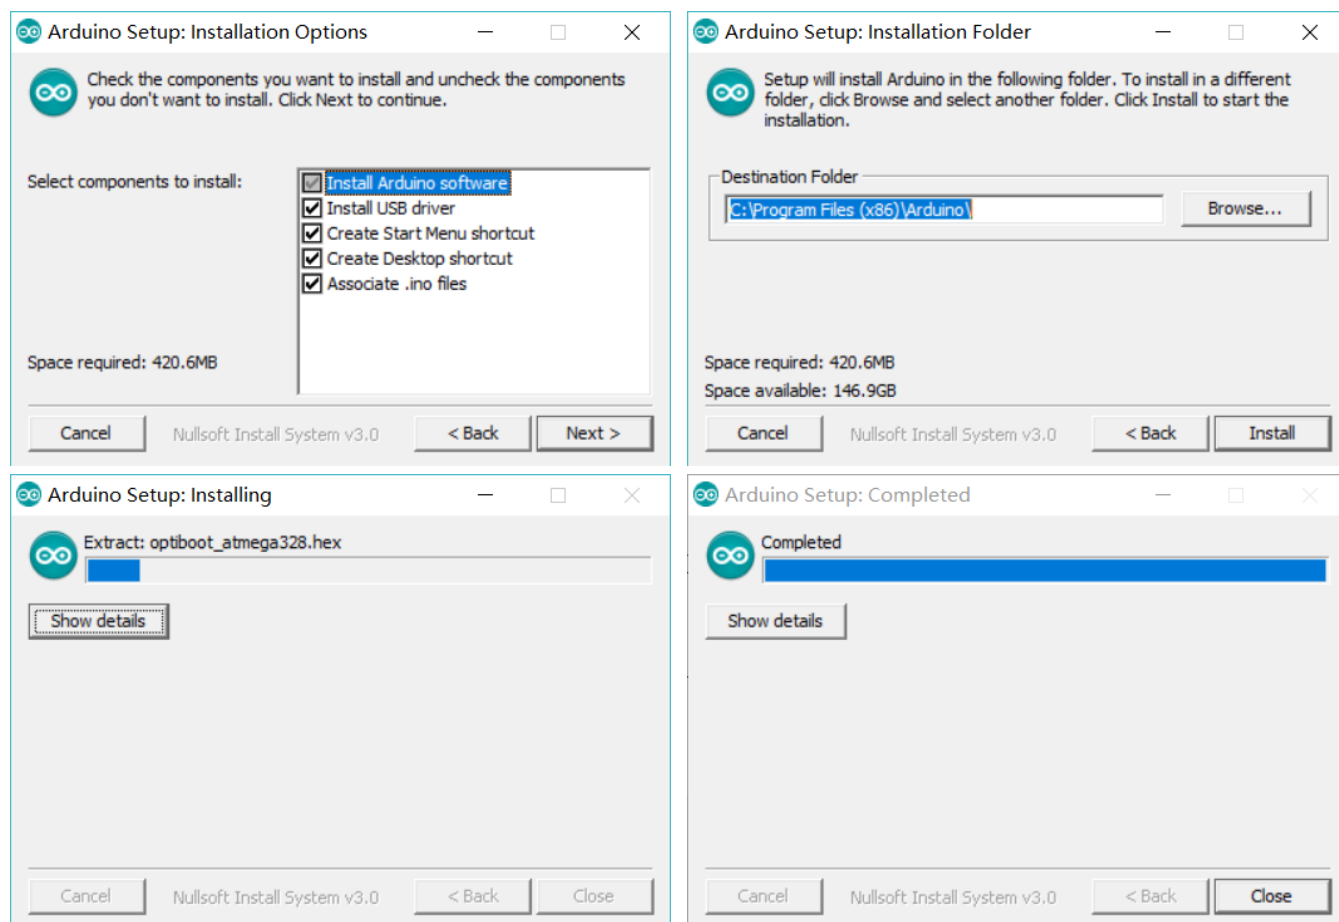 Arduino Setup: Installation Options
Check the components you want to install and uncheck the components
you don't want to install. Click Next to continue.
Select components to install:
Install Arduino software
Install USB driver
Create Start Menu shortcut
Create Desktop shortcut
Associate .ino files
Space required: 420.6MB
Cancel
Nullsoft Install System v3.0
< Back
Next >
Arduino Setup: Installation Folder
Setup will install Arduino in the following folder. To install in a different
folder, click Browse and select another folder. Click Install to start the
installation.
Destination Folder
C:\Program Files (x86)\Arduino\
Browse...
Space required: 420.6MB
Space available: 146.9GB
Cancel
Nullsoft Install System v3.0
< Back
Install
Arduino Setup: Installing
Extract: optiboot_atmega328.hex
Show details
Cancel
Nullsoft Install System v3.0
< Back
Close
Arduino Setup: Completed
Completed
Show details
Cancel
Nullsoft Install System v3.0
< Back
Close